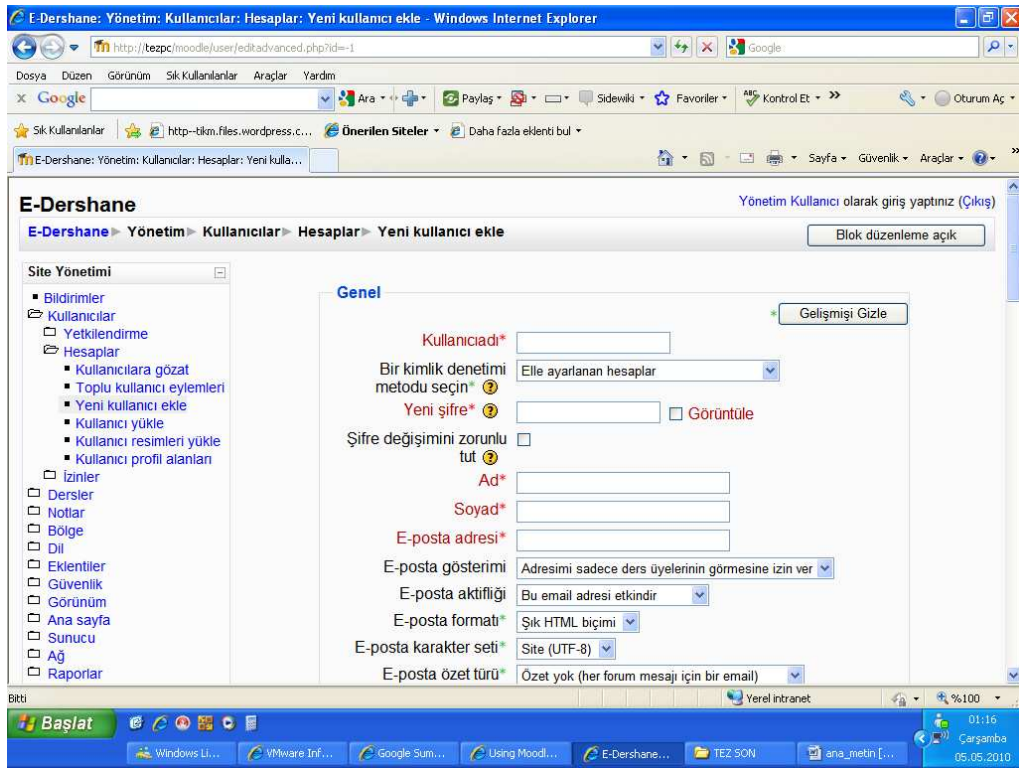 E-Dershane: Yönetim: Kullanıcılar: Hesaplar: Yeni kullanıcı ekle - Windows Internet Explorer
http://tezpc/moodle/user/editadvanced.php?id=-1
Google
Dosya Düzen Görünüm Sık Kullanılanlar Araçlar Yardım
x Google Ara Paylaş Sidewiki Favoriler Kontrol Et » Oturum Aç
Sık Kullanılanlar http--tikm.files.wordpress.c... Önerilen Siteler Daha fazla eklenti bul
E-Dershane: Yönetim: Kullanıcılar: Hesaplar: Yeni kulla... Sayfa Güvenlik Araçlar »
E-Dershane
Yönetim Kullanıcı olarak giriş yaptınız (Çıkış)
E-Dershane ► Yönetim ► Kullanıcılar ► Hesaplar ► Yeni kullanıcı ekle
Blok düzenleme açık
Site Yönetimi
Bildirimler
Kullanıcılar
Yetkilendirme
Hesaplar
Kullanıcılara gözat
Toplu kullanıcı eylemleri
Yeni kullanıcı ekle
Kullanıcı yükle
Kullanıcı resimleri yükle
Kullanıcı profil alanları
İzinler
Dersler
Notlar
Bölge
Dil
Eklentiler
Güvenlik
Görünüm
Ana sayfa
Sunucu
Ağ
Raporlar
Genel
* Gelişmişi Gizle
Kullanıcıadı*
Bir kimlik denetimi
metodu seçin* Elle ayarlanan hesaplar
Yeni şifre* Görüntüle
Şifre değişimini zorunlu
tut
Ad*
Soyad*
E-posta adresi*
E-posta gösterimi Adresimi sadece ders üyelerinin görmesine izin ver
E-posta aktifliği Bu email adresi etkindir
E-posta formatı* Şık HTML biçimi
E-posta karakter seti* Site (UTF-8)
E-posta özet türü* Özet yok (her forum mesajı için bir email)
Bitti Yerel intranet %100
Başlat
Windows Li... VMware Inf... Google Sum... Using Moodl... E-Dershane... TEZ SON ana_metin [...
01:16
Çarşamba
05.05.2010